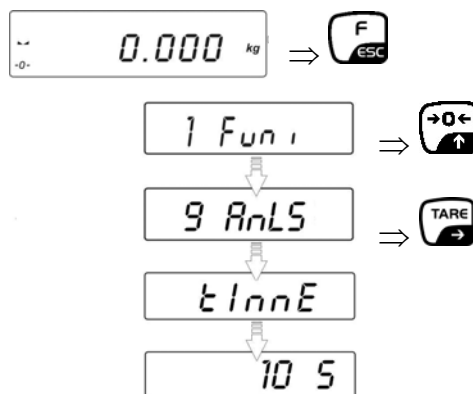 0.000 kg
-0-
F
ESC
1 Funi
→0←
↑
9 AnLS
TARE
→
tInnE
10 S